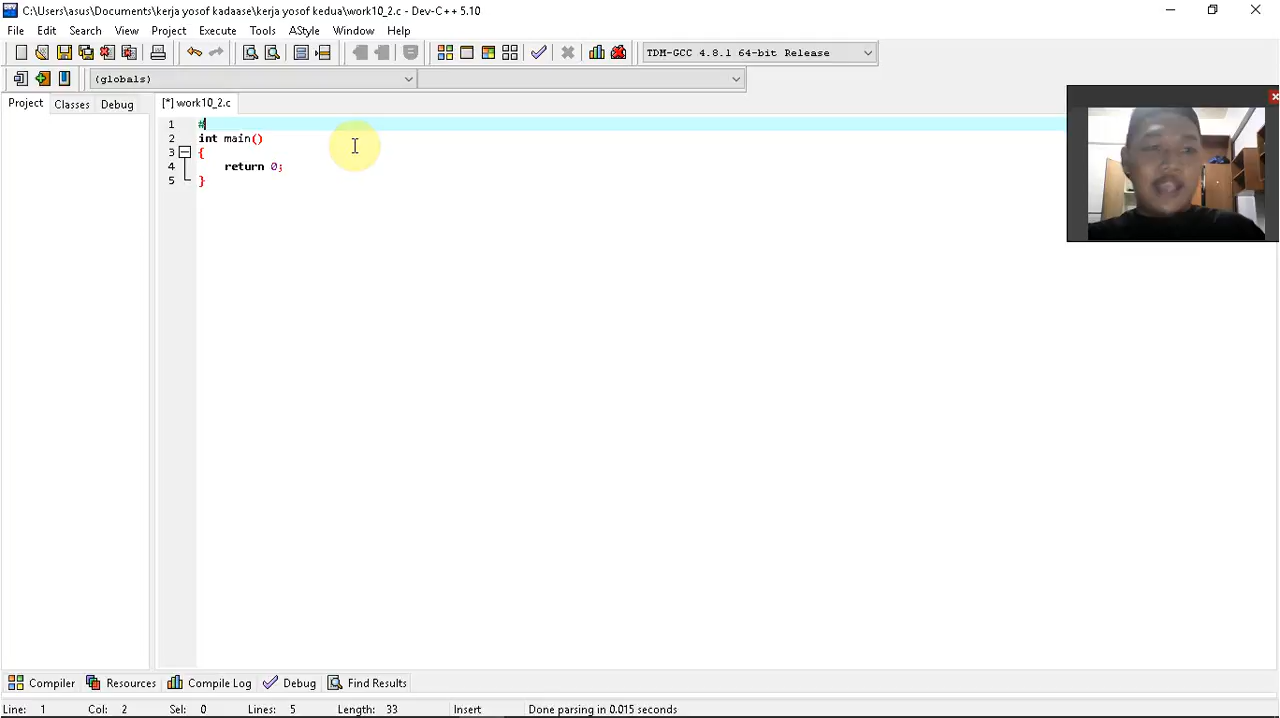 C:\Users\asus\Documents\kerja yosof kadaase\kerja yosof kedua\work10_2.c - Dev-C++ 5.10
File Edit Search View Project Execute Tools AStyle Window Help
TDM-GCC 4.8.1 64-bit Release
(globals)
Project Classes Debug [*] work10_2.c
1 #
2 int main()
3 {
4 return 0;
5 }
Compiler Resources Compile Log Debug Find Results
Line: 1 Col: 2 Sel: 0 Lines: 5 Length: 33 Insert Done parsing in 0.015 seconds